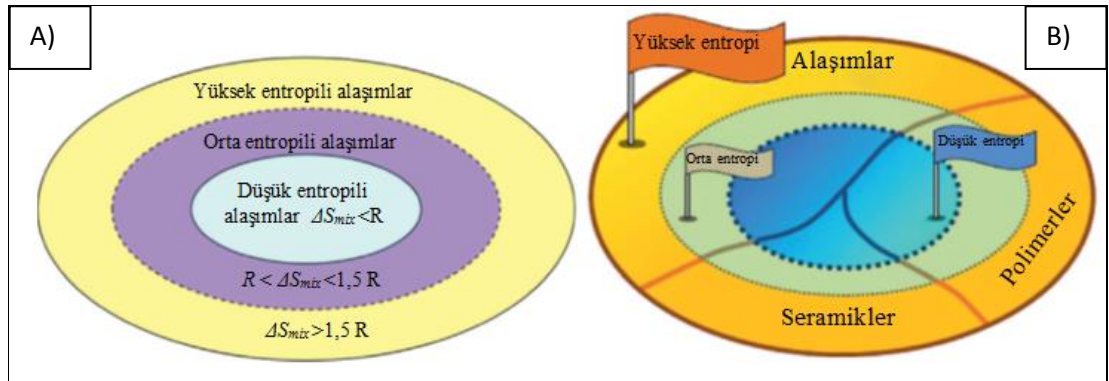 A)
Yüksek entropili alaşımlar
Orta entropili alaşımlar
Düşük entropili
alaşımlar ΔSmix<R
R < ΔSmix<1,5 R
ΔSmix>1,5 R
B)
Yüksek entropi
Alaşımlar
Orta entropi
Düşük entropi
Polimerler
Seramikler